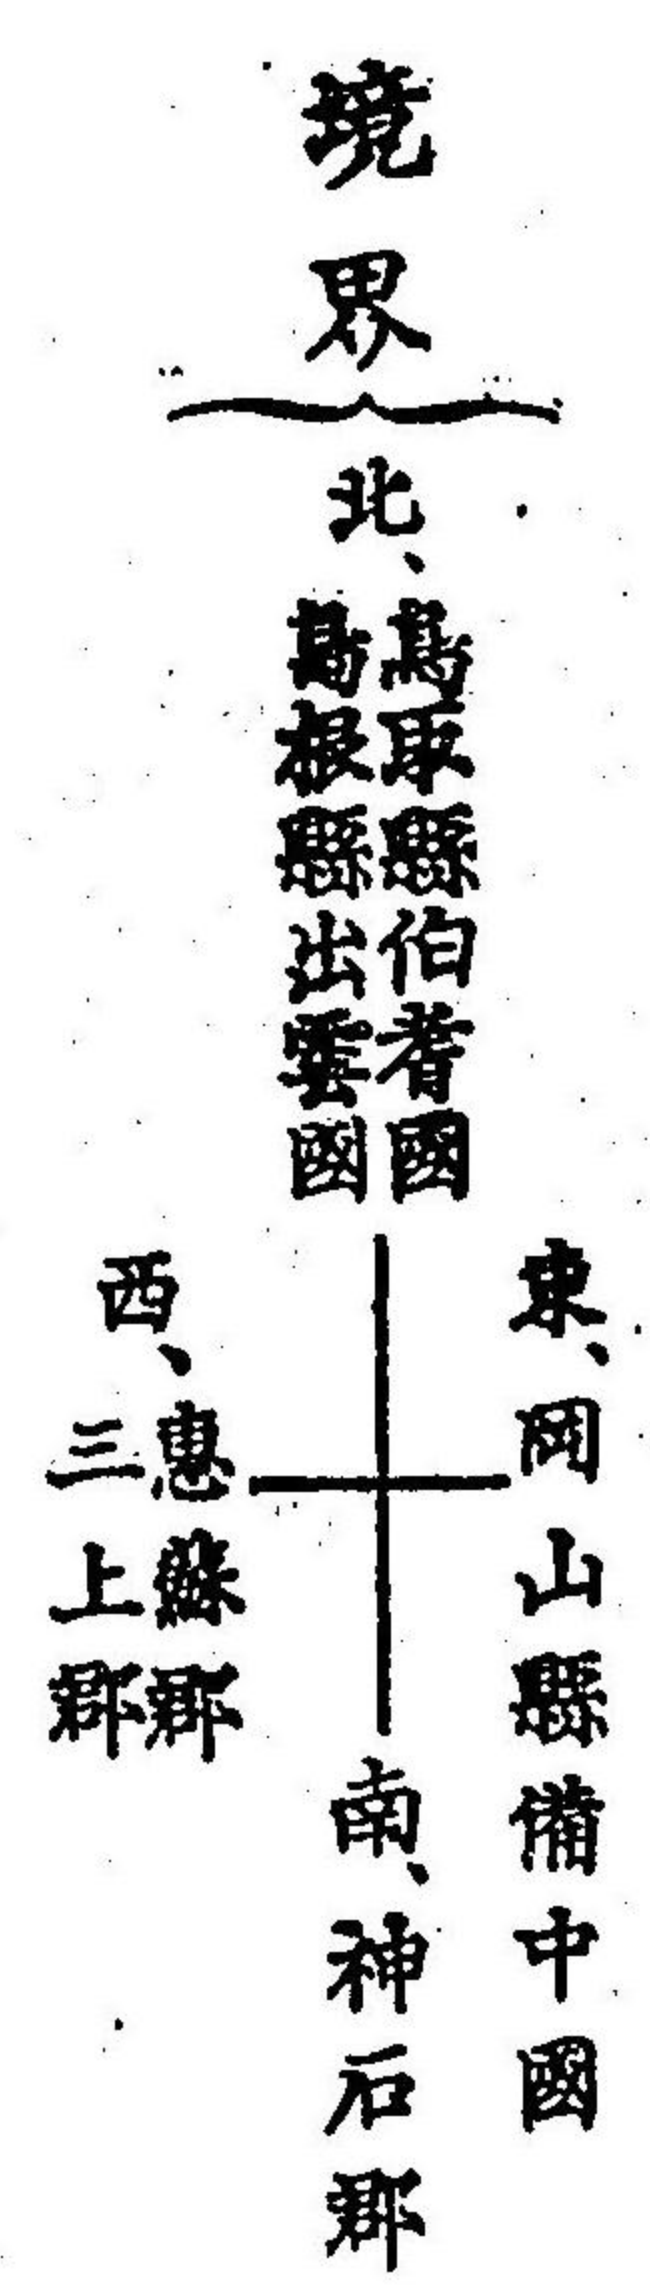 境界
北、
鳥取縣伯耆國
島根縣出雲國
東、岡山縣備中國
西、
惠蘇郡
三上郡
南、神石郡